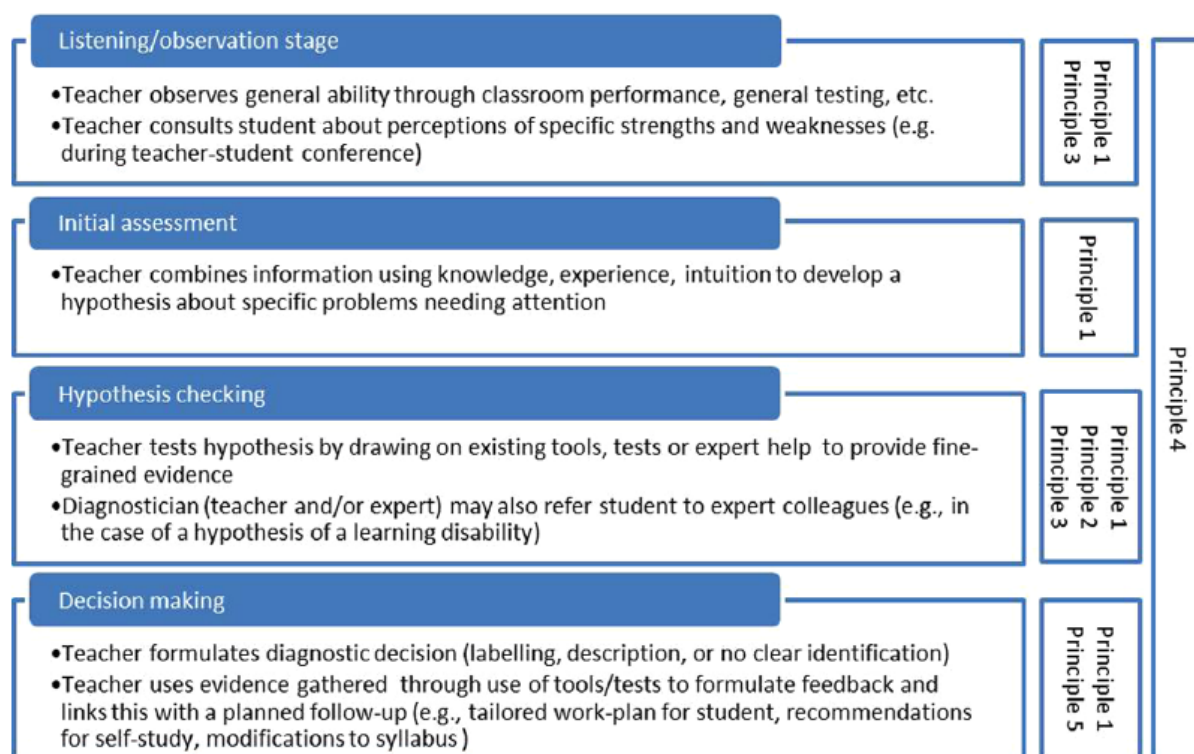 Listening/observation stage
•Teacher observes general ability through classroom performance, general testing, etc.
•Teacher consults student about perceptions of specific strengths and weaknesses (e.g.
during teacher-student conference)
Principle 1
Principle 3
Initial assessment
•Teacher combines information using knowledge, experience, intuition to develop a
hypothesis about specific problems needing attention
Principle 1
Hypothesis checking
•Teacher tests hypothesis by drawing on existing tools, tests or expert help to provide fine-
grained evidence
•Diagnostician (teacher and/or expert) may also refer student to expert colleagues (e.g., in
the case of a hypothesis of a learning disability)
Principle 1
Principle 2
Principle 3
Decision making
•Teacher formulates diagnostic decision (labelling, description, or no clear identification)
•Teacher uses evidence gathered through use of tools/tests to formulate feedback and
links this with a planned follow-up (e.g., tailored work-plan for student, recommendations
for self-study, modifications to syllabus )
Principle 1
Principle 5
Principle 4